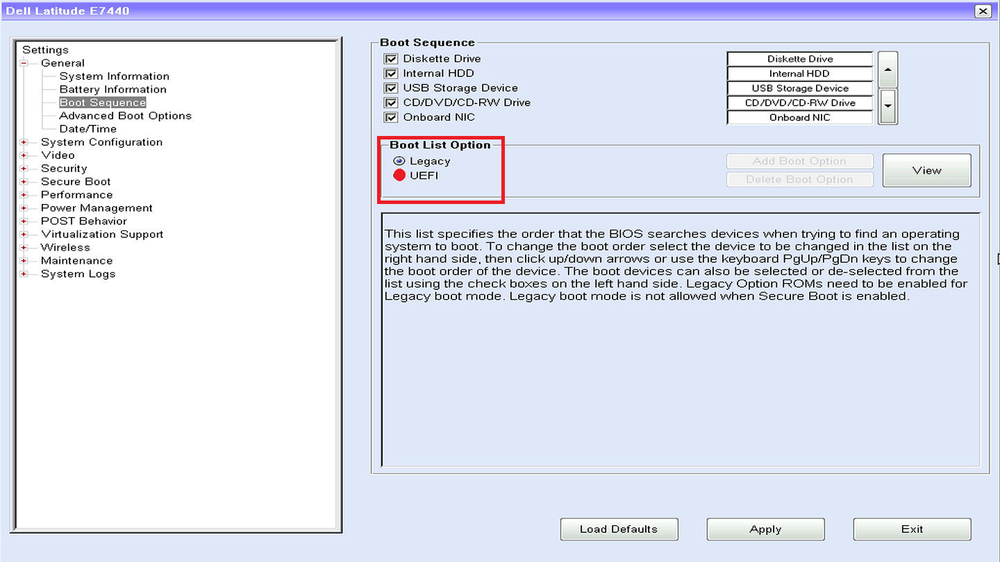 Dell Latitude E7440
Settings
General
System Information
Battery Information
Boot Sequence
Advanced Boot Options
Date/Time
System Configuration
Video
Security
Secure Boot
Performance
Power Management
POST Behavior
Virtualization Support
Wireless
Maintenance
System Logs
Boot Sequence
Diskette Drive
Internal HDD
USB Storage Device
CD/DVD/CD-RW Drive
Onboard NIC
Diskette Drive
Internal HDD
USB Storage Device
CD/DVD/CD-RW Drive
Onboard NIC
Boot List Option
Legacy
UEFI
Add Boot Option
Delete Boot Option
View
This list specifies the order that the BIOS searches devices when trying to find an operating
system to boot. To change the boot order select the device to be changed in the list on the
right hand side, then click up/down arrows or use the keyboard PgUp/PgDn keys to change
the boot order of the device. The boot devices can also be selected or de-selected from the
list using the check boxes on the left hand side. Legacy Option ROMs need to be enabled for
Legacy boot mode. Legacy boot mode is not allowed when Secure Boot is enabled.
Load Defaults
Apply
Exit